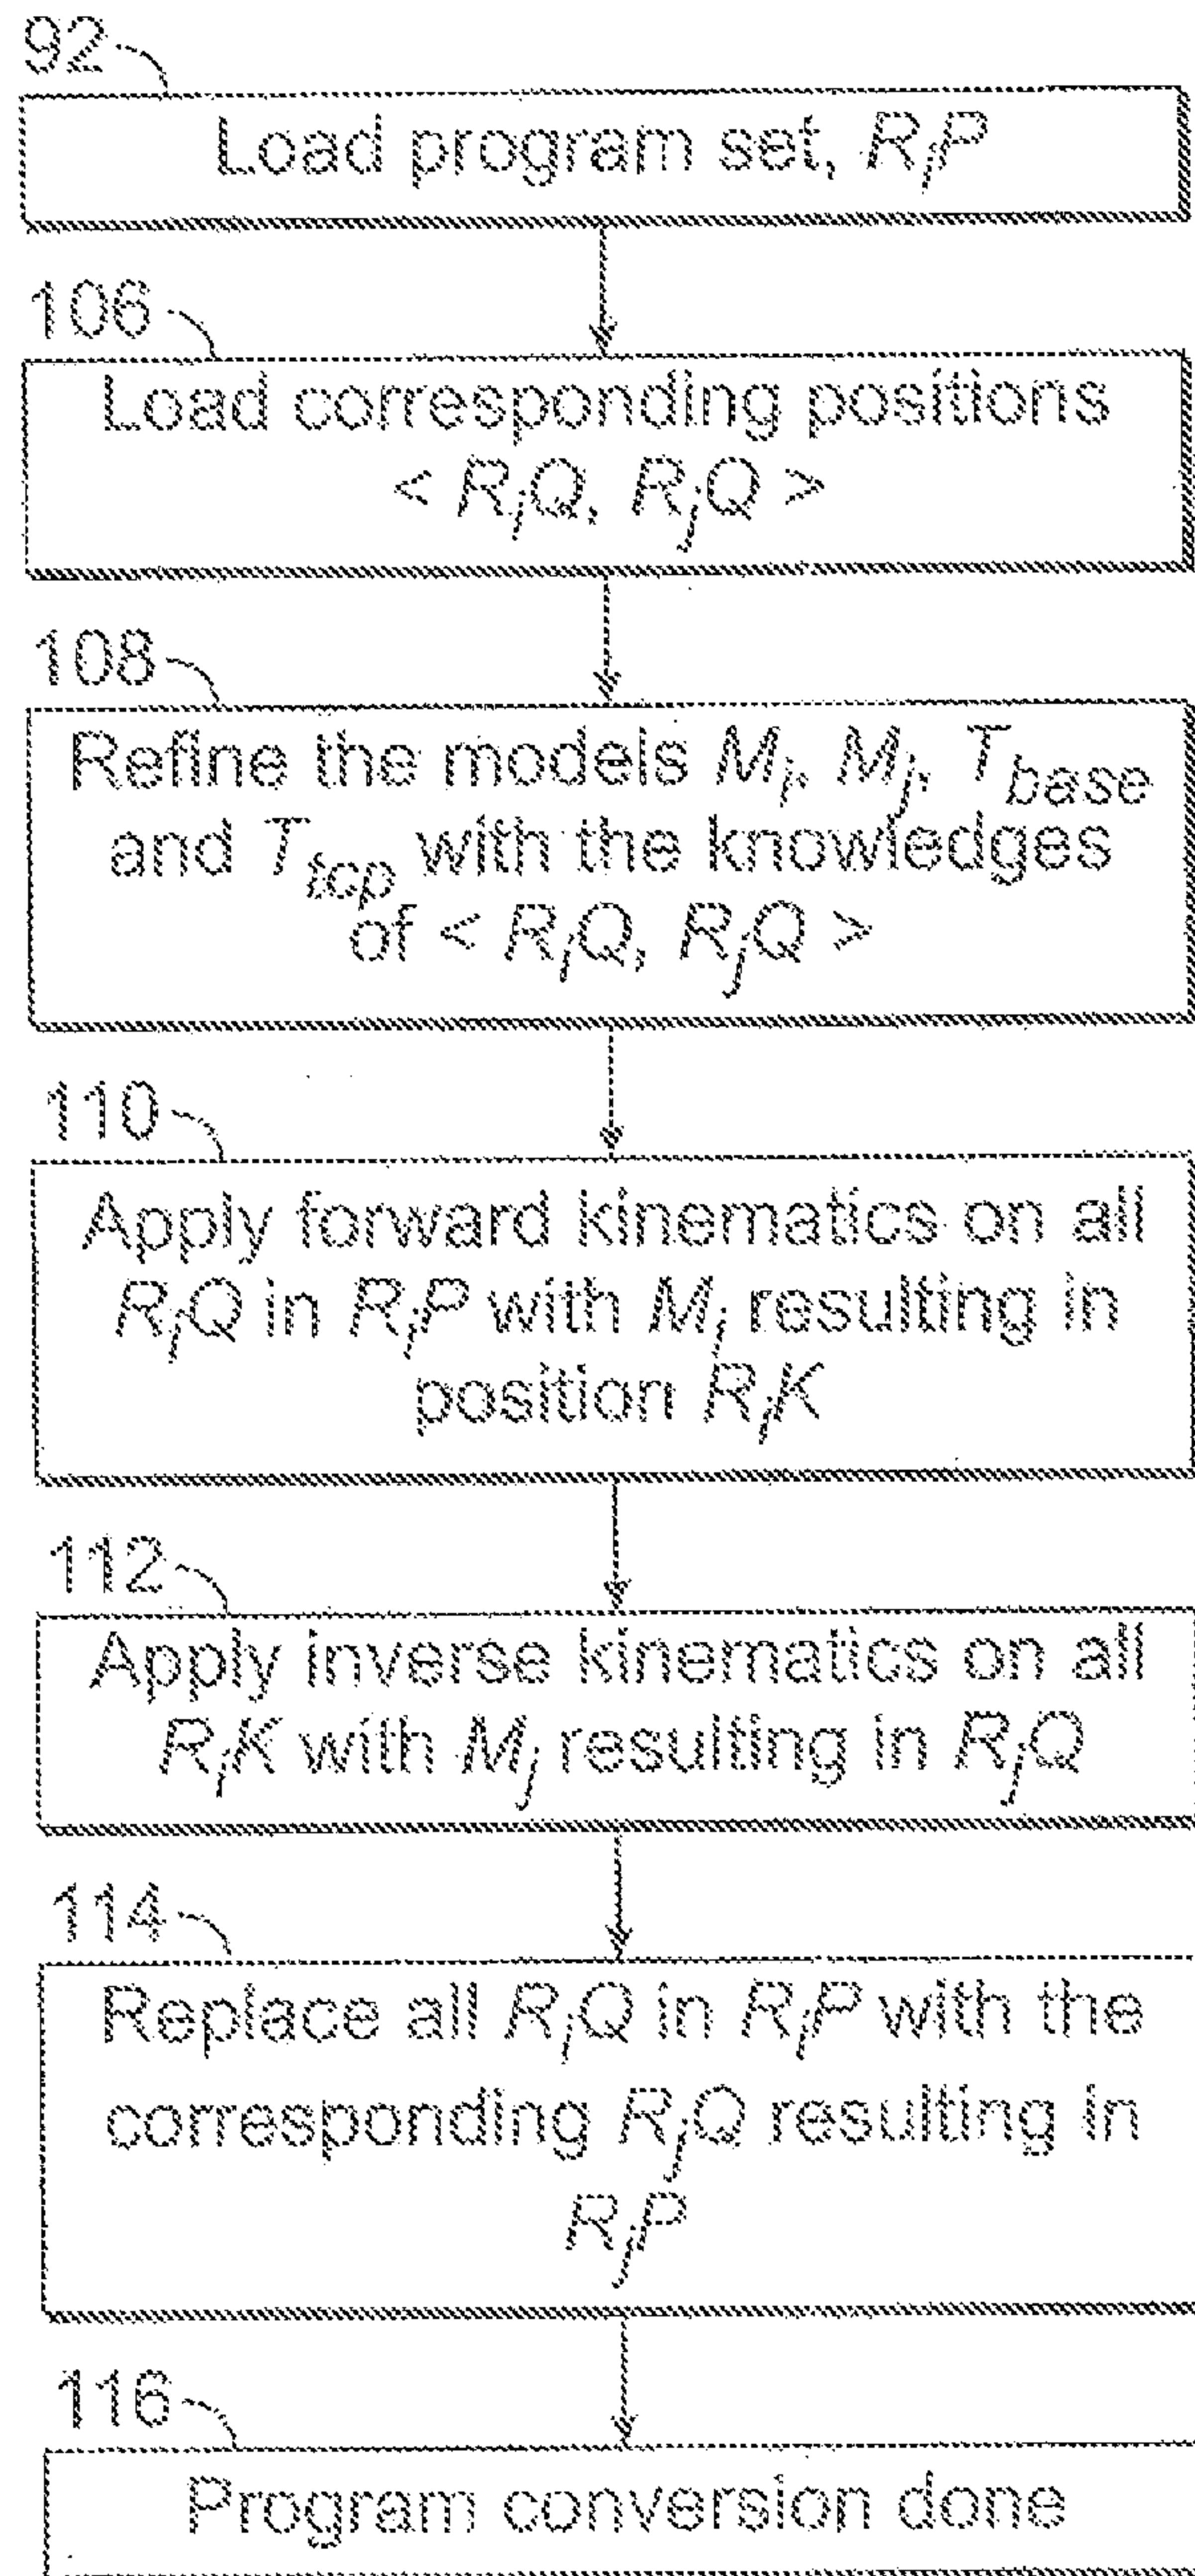 92
Load program set, RᵢP
106
Load corresponding positions
< RᵢQ, RⱼQ >
108
Refine the models Mᵢ, Mⱼ, T_base
and T_tcp with the knowledges
of < RᵢQ, RⱼQ >
110
Apply forward kinematics on all
RᵢQ in RᵢP with Mᵢ resulting in
position RᵢK
112
Apply inverse kinematics on all
RᵢK with Mⱼ resulting in RⱼQ
114
Replace all RᵢQ in RᵢP with the
corresponding RⱼQ resulting in
RⱼP
116
Program conversion done